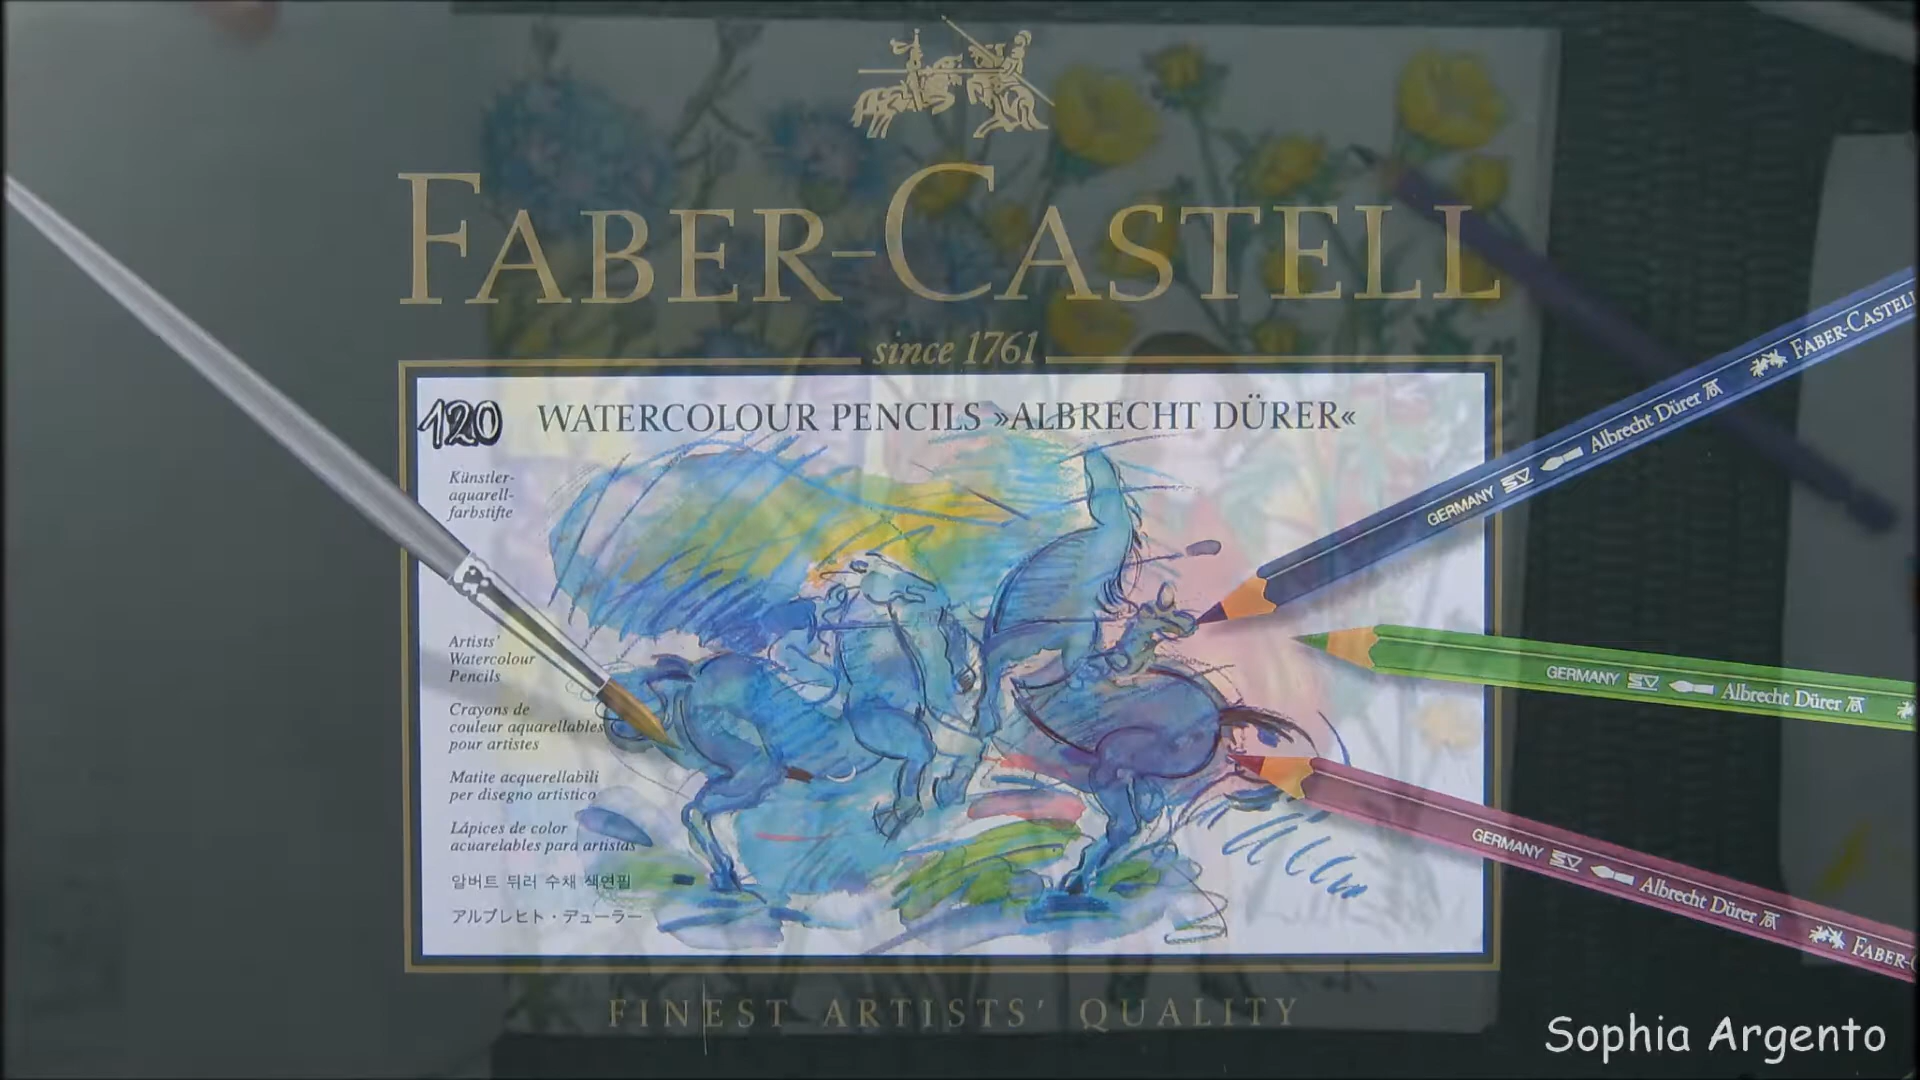 FABER-CASTELL
since 1761
120 WATERCOLOUR PENCILS »ALBRECHT DÜRER«
Künstler-
aquarell-
farbstifte
Artists'
Watercolour
Pencils
Crayons de
couleur aquarellables
pour artistes
Matite acquerellabili
per disegno artistico
Lápices de color
acuarelables para artistas
알버트 뒤러 수채 색연필
アルブレヒト・デューラー
GERMANY Albrecht Dürer FABER-CASTELL
GERMANY Albrecht Dürer
GERMANY Albrecht Dürer FABER-C
FINEST ARTISTS' QUALITY
Sophia Argento